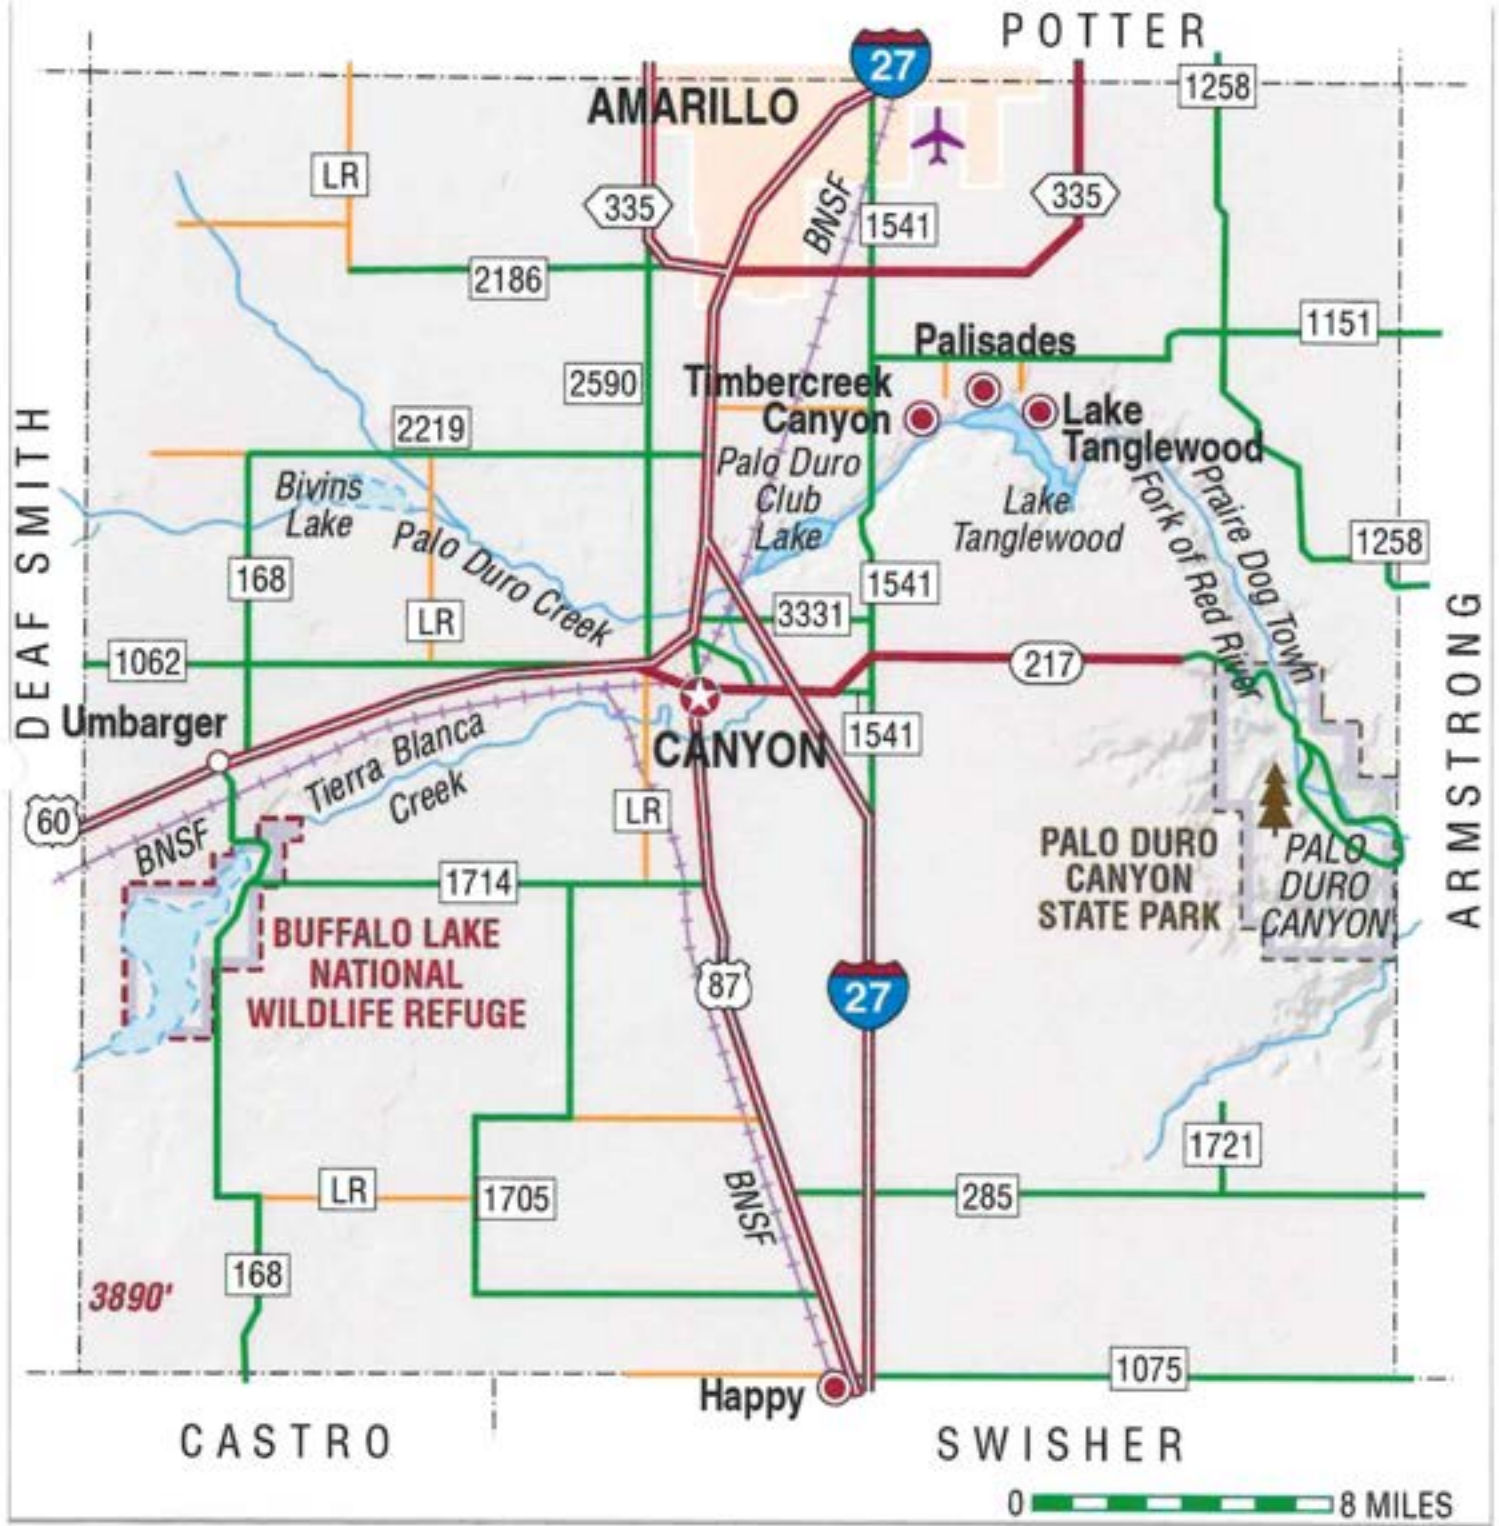 POTTER
27
1258
AMARILLO
LR
335
BNSF
1541
335
2186
1151
Palisades
2590
Timbercreek
Canyon
Lake
Tanglewood
2219
Palo Duro
Club
Lake
Bivins
Lake
Lake
Tanglewood
Praire Dog Town
Fork of Red River
1258
DEAF SMITH
Palo Duro Creek
168
1541
LR
3331
1062
217
ARMSTRONG
Umbarger
Tierra Blanca
Creek
CANYON
1541
60
BNSF
LR
PALO DURO
CANYON
STATE PARK
PALO
DURO
CANYON
1714
BUFFALO LAKE
NATIONAL
WILDLIFE REFUGE
87
27
1721
LR
1705
BNSF
285
168
3890'
1075
Happy
CASTRO
SWISHER
0
8 MILES